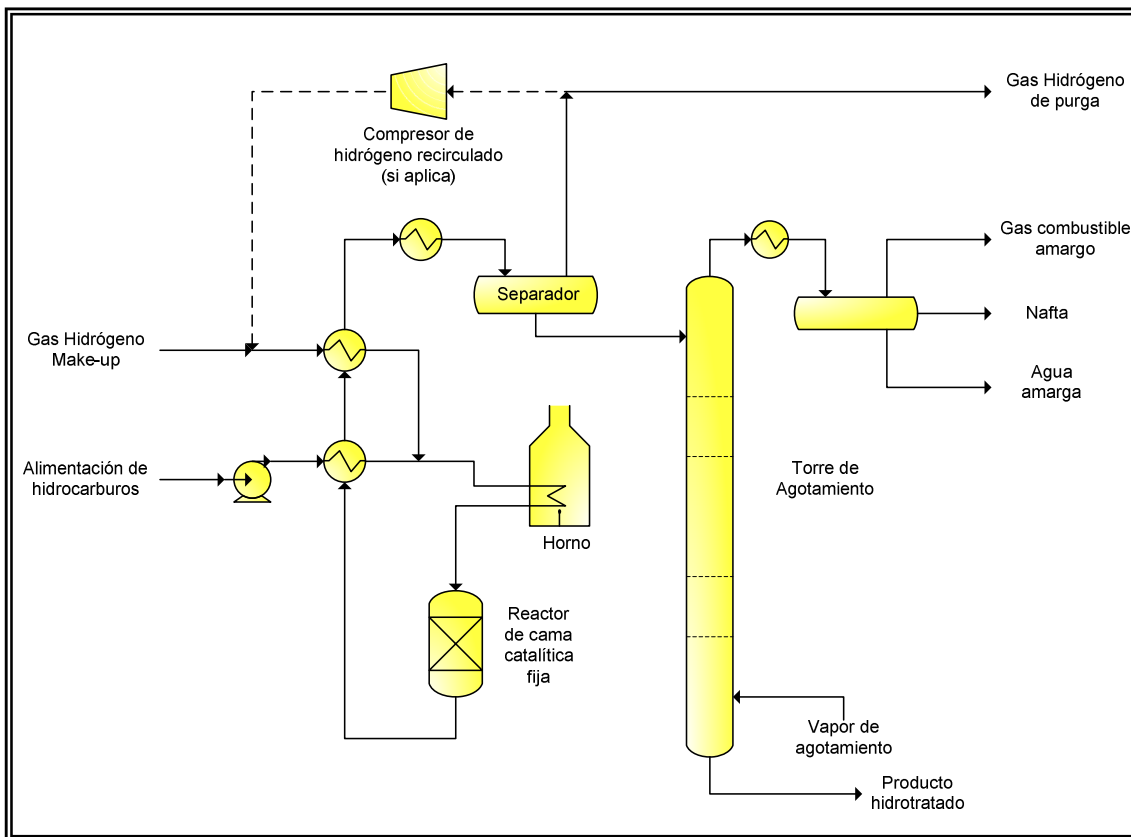 Gas Hidrógeno
de purga
Compresor de
hidrógeno recirculado
(si aplica)
Gas combustible
amargo
Separador
Nafta
Gas Hidrógeno
Make-up
Agua
amarga
Alimentación de
hidrocarburos
Torre de
Agotamiento
Horno
Reactor
de cama
catalítica
fija
Vapor de
agotamiento
Producto
hidrotratado